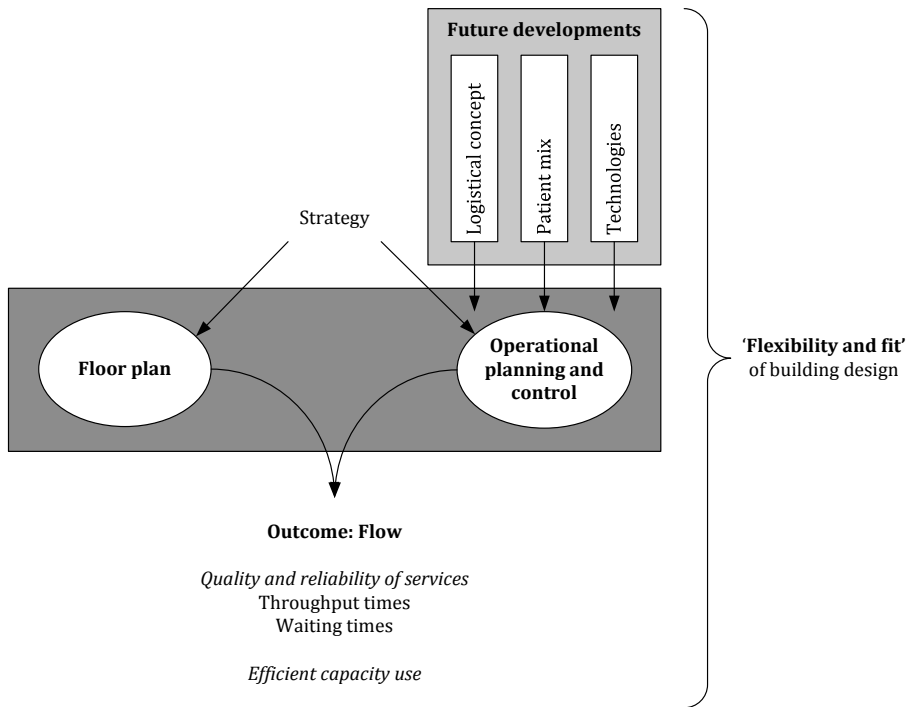 Future developments
Logistical concept
Patient mix
Technologies
Strategy
Floor plan
Operational
planning and
control
'Flexibility and fit'
of building design
Outcome: Flow
Quality and reliability of services
Throughput times
Waiting times
Efficient capacity use